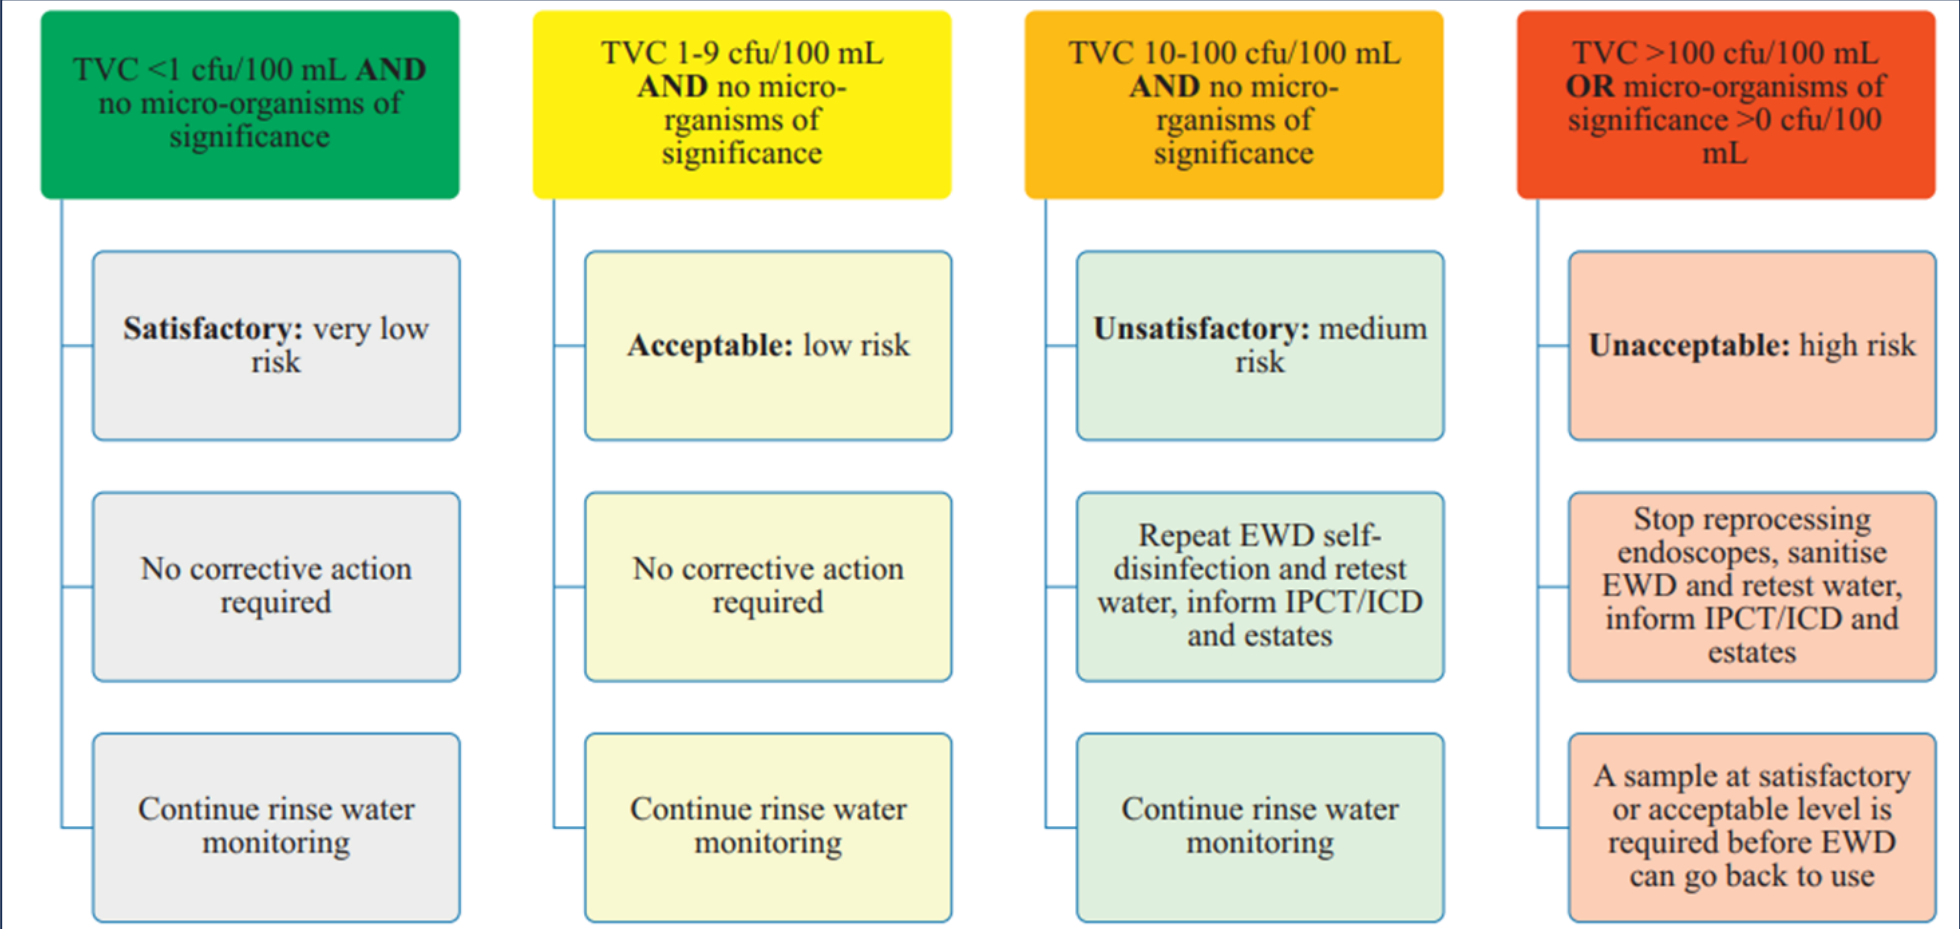 TVC <1 cfu/100 mL AND
no micro-organisms of
significance
Satisfactory: very low
risk
No corrective action
required
Continue rinse water
monitoring
TVC 1-9 cfu/100 mL
AND no micro-
rganisms of
significance
Acceptable: low risk
No corrective action
required
Continue rinse water
monitoring
TVC 10-100 cfu/100 mL
AND no micro-
rganisms of
significance
Unsatisfactory: medium
risk
Repeat EWD self-
disinfection and retest
water, inform IPCT/ICD
and estates
Continue rinse water
monitoring
TVC >100 cfu/100 mL
OR micro-organisms of
significance >0 cfu/100
mL
Unacceptable: high risk
Stop reprocessing
endoscopes, sanitise
EWD and retest water,
inform IPCT/ICD and
estates
A sample at satisfactory
or acceptable level is
required before EWD
can go back to use